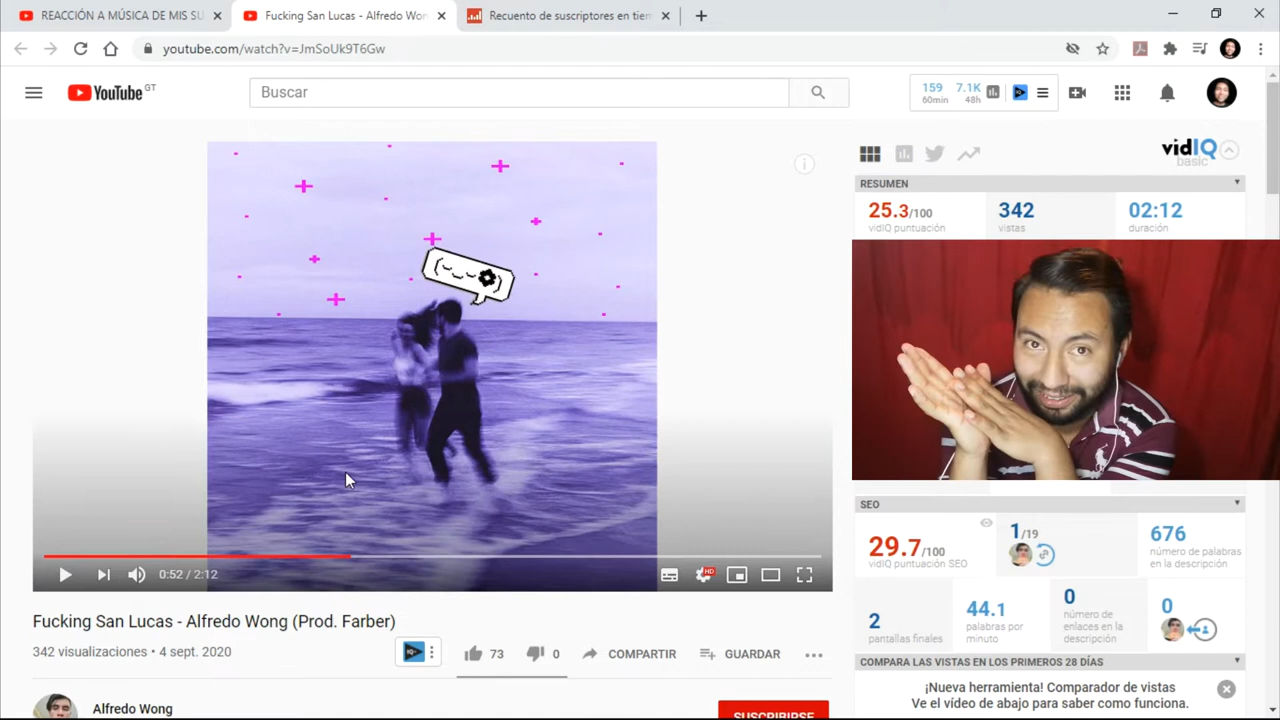 REACCIÓN A MÚSICA DE MIS SU
Fucking San Lucas - Alfredo Won
Recuento de suscriptores en tiem
youtube.com/watch?v=JmSoUk9T6Gw
YouTube GT
Buscar
159 7.1K
60min 48h
vidIQ
basic
RESUMEN
25.3/100
vidIQ puntuación
342
vistas
02:12
duración
SEO
29.7/100
vidIQ puntuación SEO
1/19
676
número de palabras
en la descripción
2
pantallas finales
44.1
palabras por
minuto
0
número de
enlaces en la
descripción
0
COMPARA LAS VISTAS EN LOS PRIMEROS 28 DÍAS
¡Nueva herramienta! Comparador de vistas
Ve el vídeo de abajo para saber como funciona.
0:52 / 2:12
HD
Fucking San Lucas - Alfredo Wong (Prod. Farber)
342 visualizaciones • 4 sept. 2020
73
0
COMPARTIR
GUARDAR
Alfredo Wong
SUSCRIBIRSE